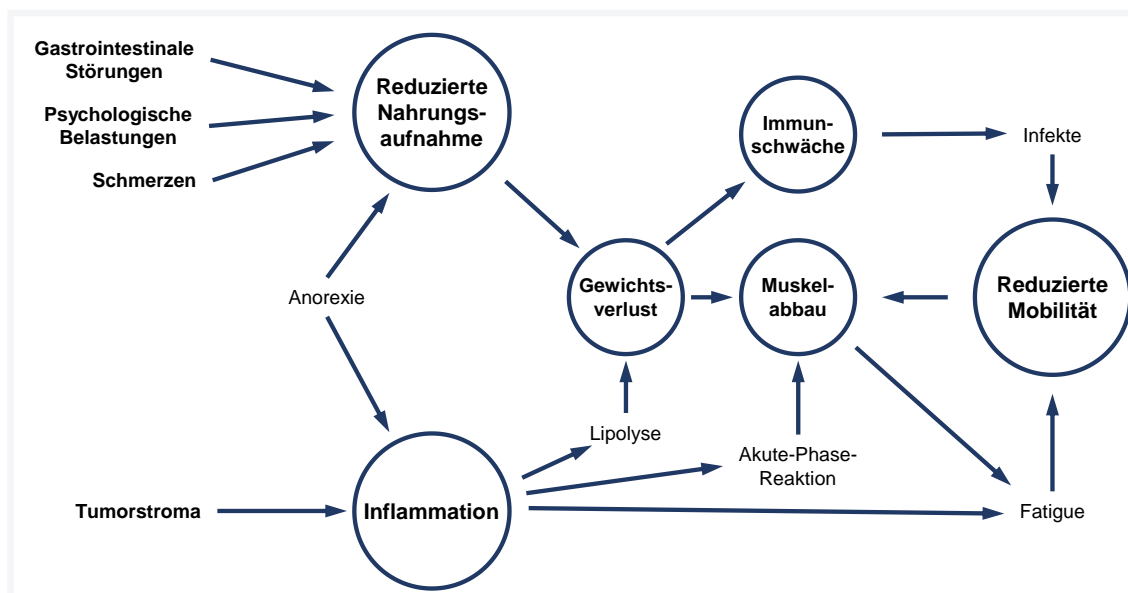 Gastrointestinale
Störungen
Psychologische
Belastungen
Schmerzen
Reduzierte
Nahrungs-
aufnahme
Immun-
schwäche
Infekte
Anorexie
Gewichts-
verlust
Muskel-
abbau
Reduzierte
Mobilität
Lipolyse
Akute-Phase-
Reaktion
Tumorstroma
Inflammation
Fatigue